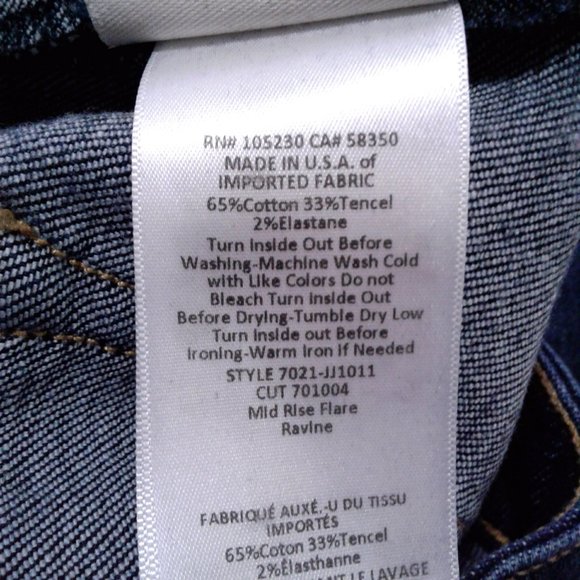 RN# 105230 CA# 58350
MADE IN U.S.A. of
IMPORTED FABRIC
65%Cotton 33%Tencel
2%Elastane
Turn Inside Out Before
Washing-Machine Wash Cold
with Like Colors Do not
Bleach Turn Inside Out
Before Drying-Tumble Dry Low
Turn Inside out Before
Ironing-Warm Iron if Needed
STYLE 7021-JJ1011
CUT 701004
Mid Rise Flare
Ravine
FABRIQUÉ AUXÉ,-U DU TISSU
IMPORTÉS
65%Coton 33%Tencel
2%Élasthanne
LE LAVAGE